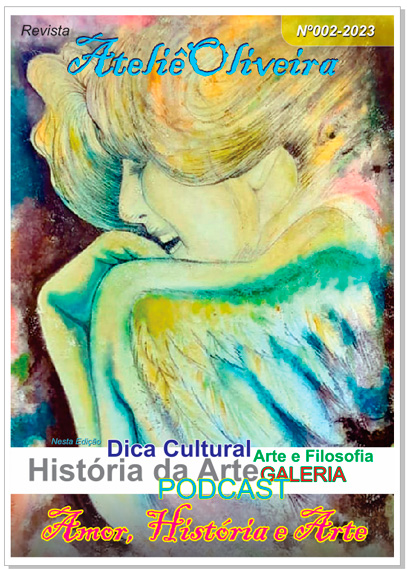 Revista
Nº002-2023
AteliêOliveira
Nesta Edição
Dica Cultural
Arte e Filosofia
História da Arte
GALERIA
PODCAST
Amor, História e Arte